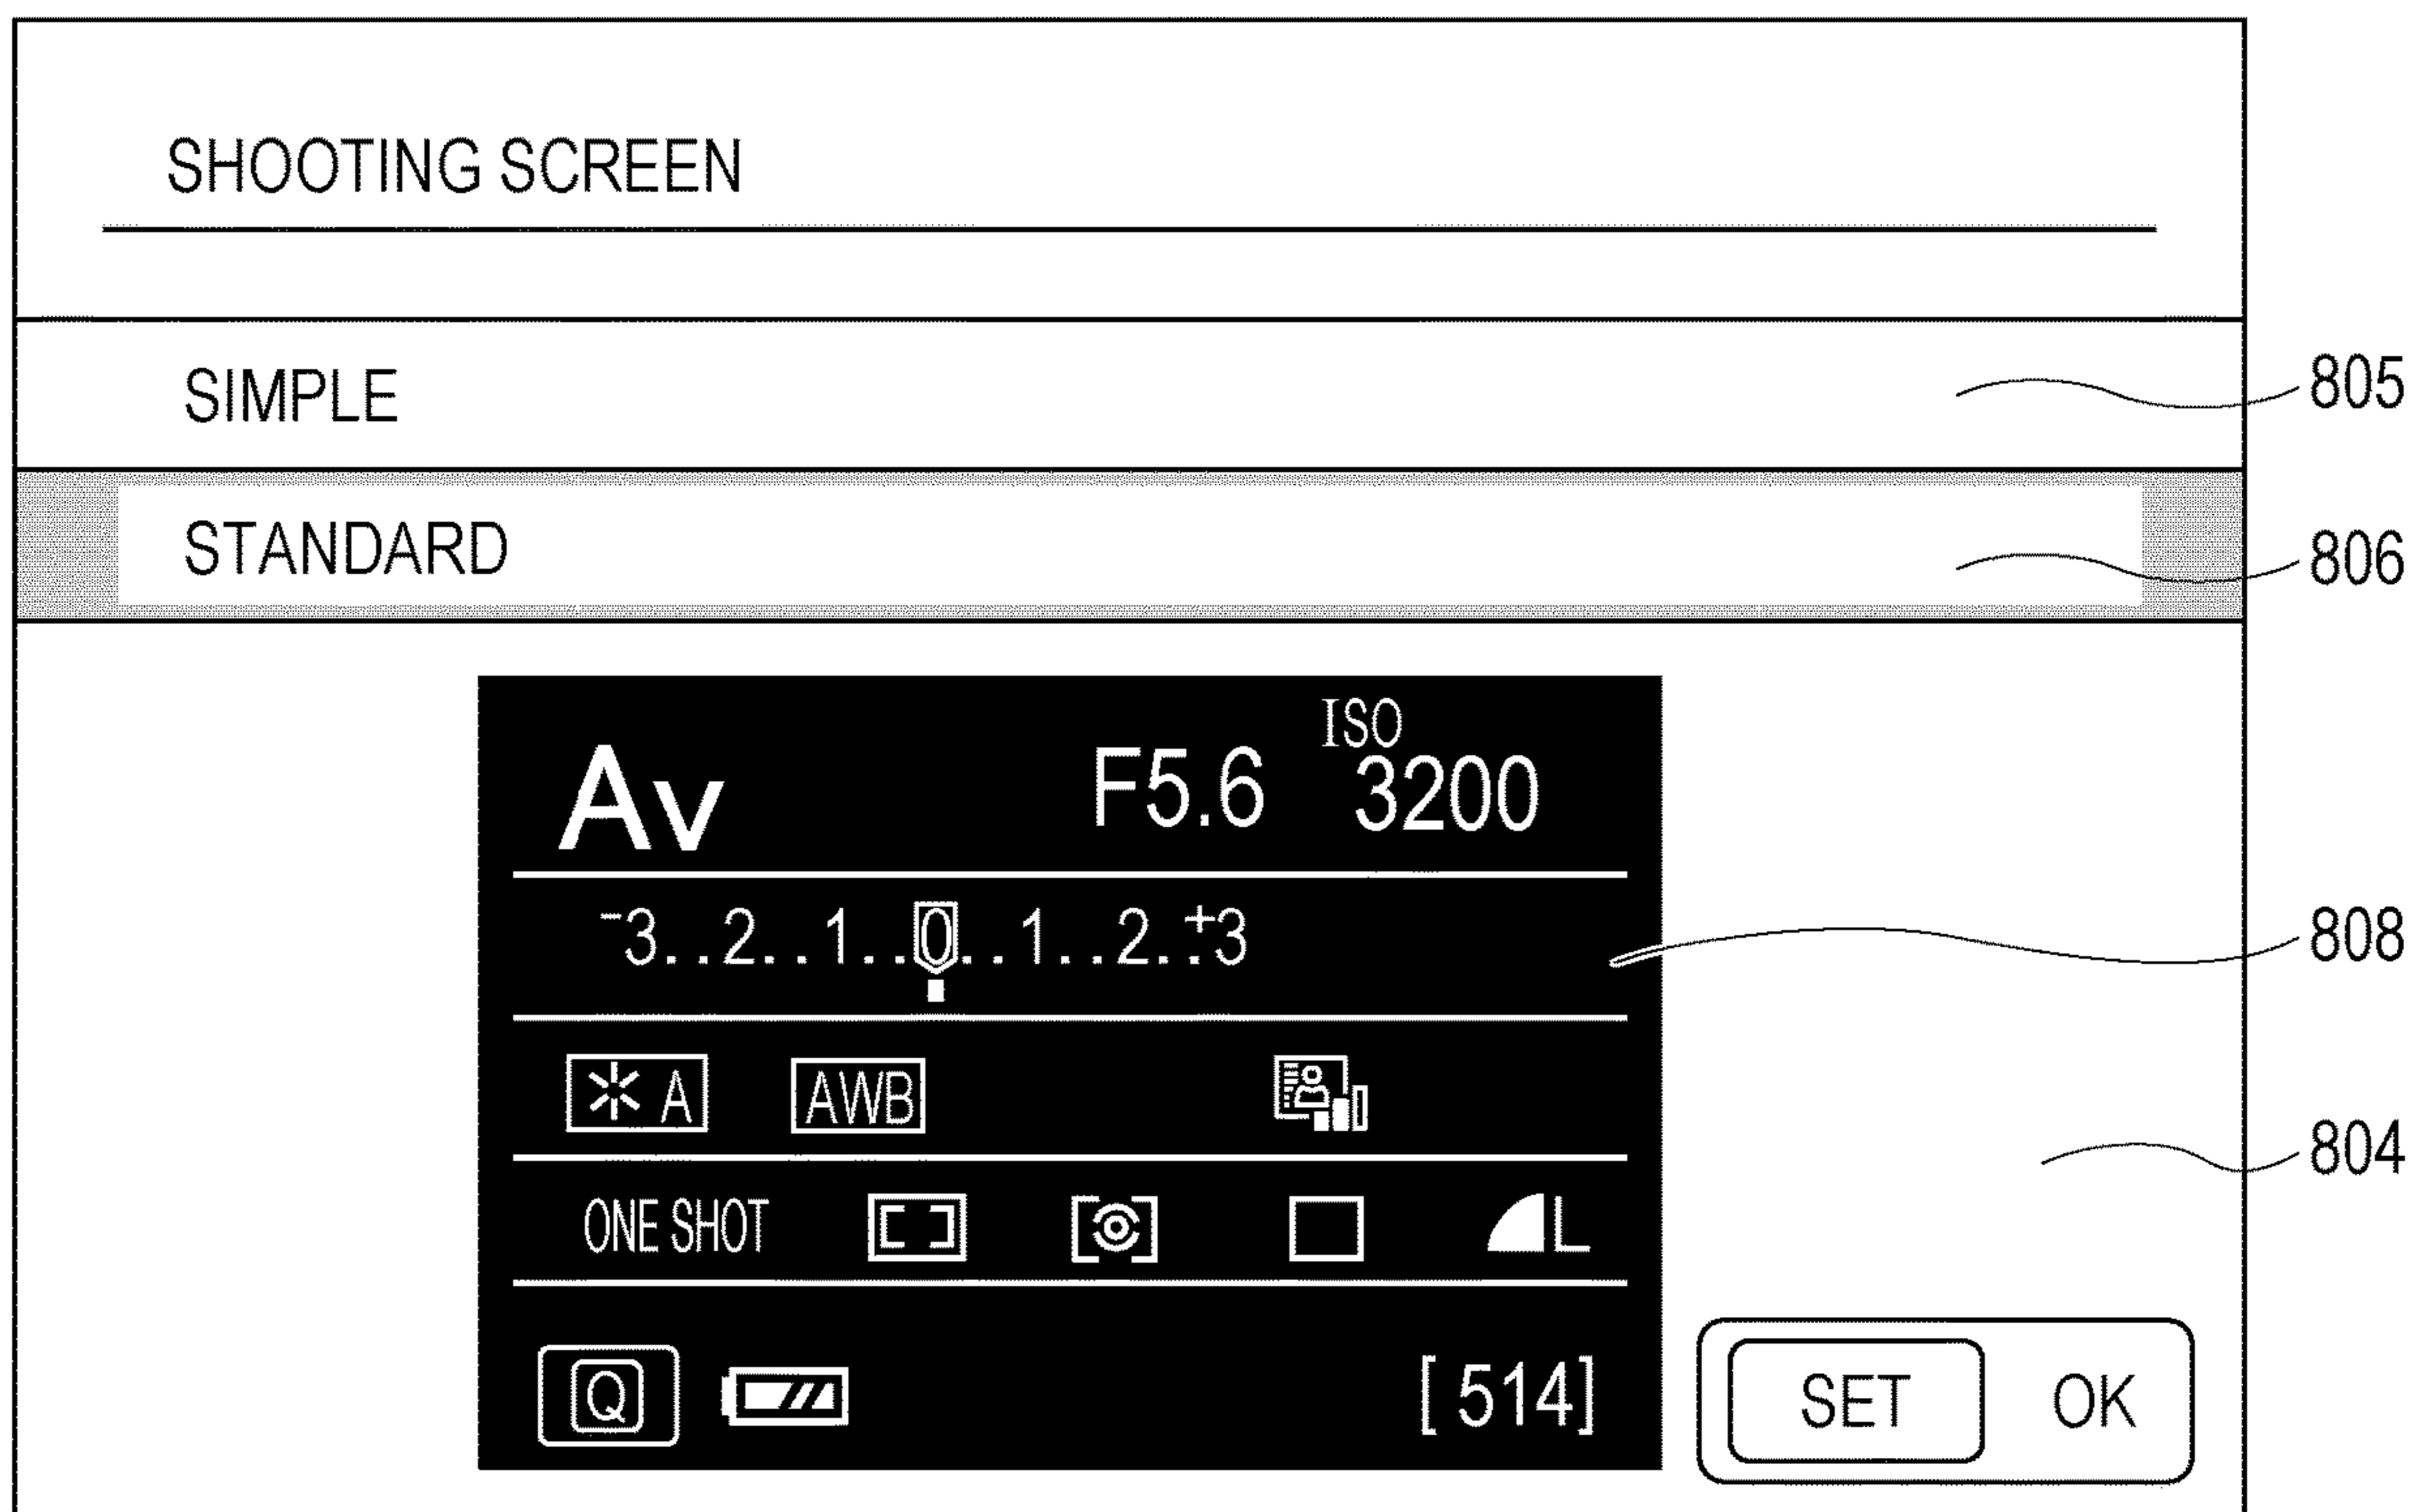 SHOOTING SCREEN
SIMPLE
805
STANDARD
806
Av F5.6 ISO 3200
-3..2..1..0..1..2..+3
808
A AWB
804
ONE SHOT L
Q [514]
SET OK